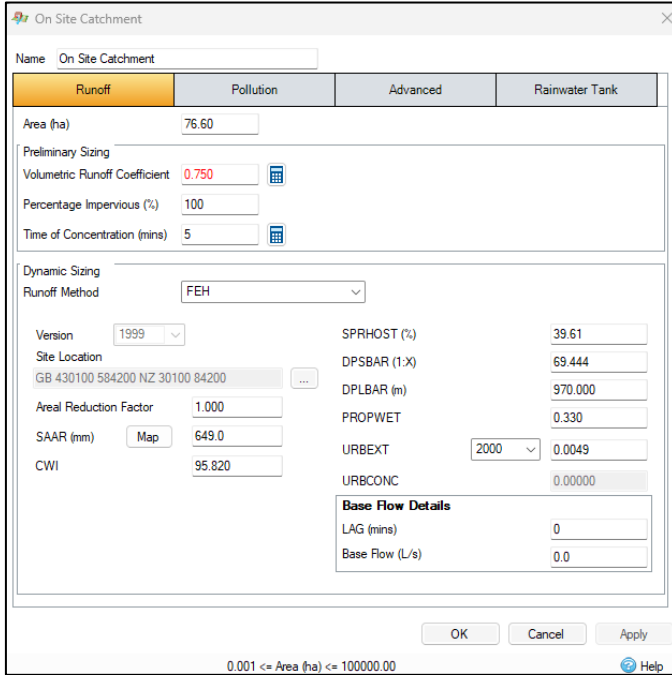 On Site Catchment
Name On Site Catchment
Runoff Pollution Advanced Rainwater Tank
Area (ha) 76.60
Preliminary Sizing
Volumetric Runoff Coefficient 0.750
Percentage Impervious (%) 100
Time of Concentration (mins) 5
Dynamic Sizing
Runoff Method FEH
Version 1999
Site Location
GB 430100 584200 NZ 30100 84200 ...
Areal Reduction Factor 1.000
SAAR (mm) Map 649.0
CWI 95.820
SPRHOST (%) 39.61
DPSBAR (1:X) 69.444
DPLBAR (m) 970.000
PROPWET 0.330
URBEXT 2000 0.0049
URBCONC 0.00000
Base Flow Details
LAG (mins) 0
Base Flow (L/s) 0.0
OK Cancel Apply
0.001 <= Area (ha) <= 100000.00 Help